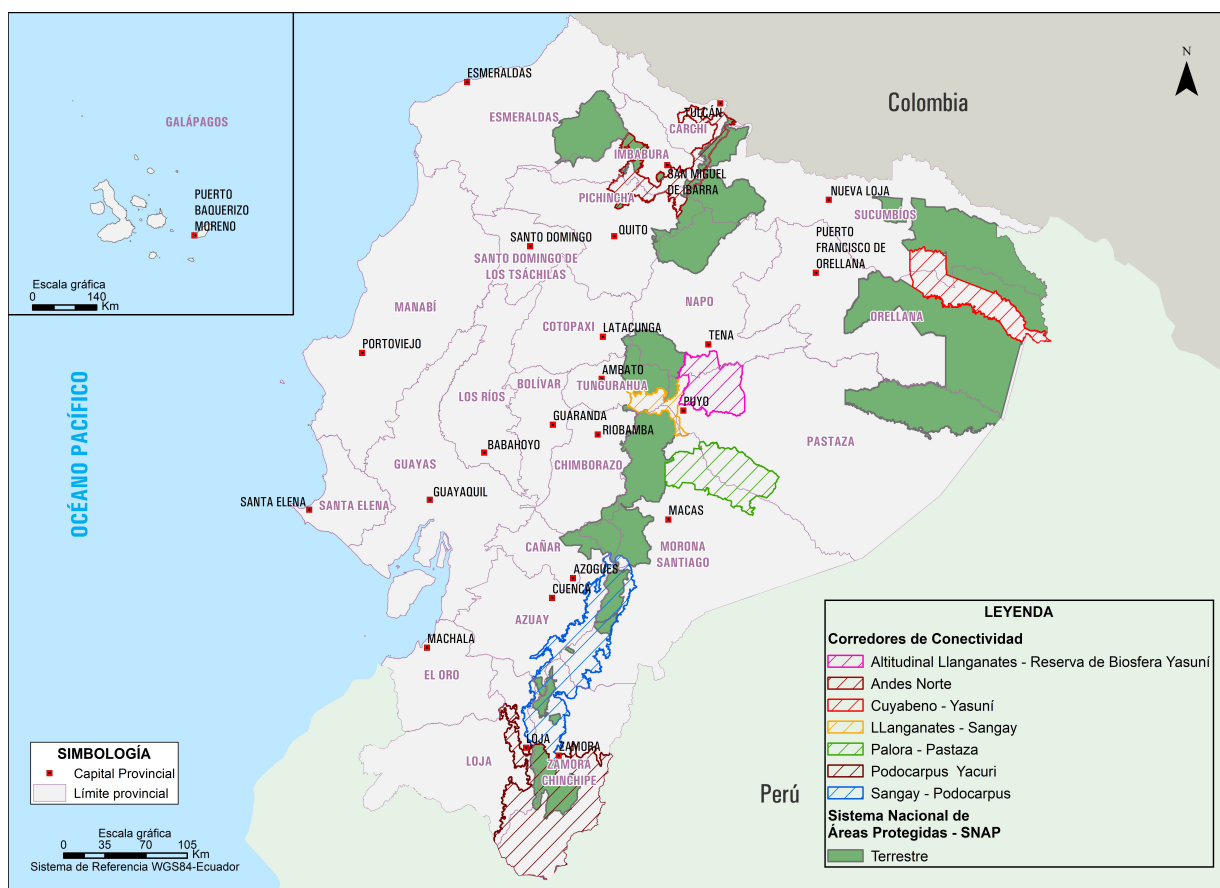 GALÁPAGOS
PUERTO
BAQUERIZO
MORENO
Escala gráfica
0 140
Km
ESMERALDAS
ESMERALDAS
TULCÁN
CARCHI
IMBABURA
SAN MIGUEL
DE IBARRA
PICHINCHA
Colombia
N
NUEVA LOJA
SUCUMBÍOS
PUERTO
FRANCISCO DE
ORELLANA
QUITO
SANTO DOMINGO
SANTO DOMINGO DE
LOS TSÁCHILAS
MANABÍ
NAPO
ORELLANA
COTOPAXI
LATACUNGA
TENA
PORTOVIEJO
AMBATO
TUNGURAHUA
BOLÍVAR
LOS RÍOS
PUYO
GUARANDA
RIOBAMBA
PASTAZA
BABAHOYO
CHIMBORAZO
GUAYAS
OCÉANO PACÍFICO
GUAYAQUIL
SANTA ELENA
SANTA ELENA
MACAS
CAÑAR
MORONA
SANTIAGO
AZOGUES
CUENCA
AZUAY
MACHALA
EL ORO
LOJA
ZAMORA
LOJA
ZAMORA
CHINCHIPE
Perú
SIMBOLOGÍA
Capital Provincial
Límite provincial
Escala gráfica
0 35 70 105
Km
Sistema de Referencia WGS84-Ecuador
LEYENDA
Corredores de Conectividad
Altitudinal Llanganates - Reserva de Biosfera Yasuní
Andes Norte
Cuyabeno - Yasuní
LLanganates - Sangay
Palora - Pastaza
Podocarpus Yacuri
Sangay - Podocarpus
Sistema Nacional de
Áreas Protegidas - SNAP
Terrestre